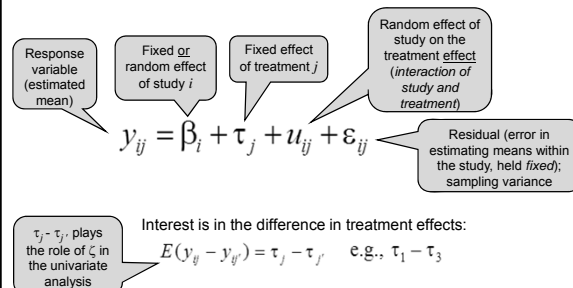 Response
variable
(estimated
mean)
Fixed or
random effect
of study i
Fixed effect
of treatment j
Random effect of
study on the
treatment effect
(interaction of
study and
treatment)
y_ij = β_i + τ_j + u_ij + ε_ij
Residual (error in
estimating means within
the study, held fixed);
sampling variance
τ_j - τ_j', plays
the role of ζ in
the univariate
analysis
Interest is in the difference in treatment effects:
E(y_ij − y_ij') = τ_j − τ_j' e.g., τ_1 − τ_3